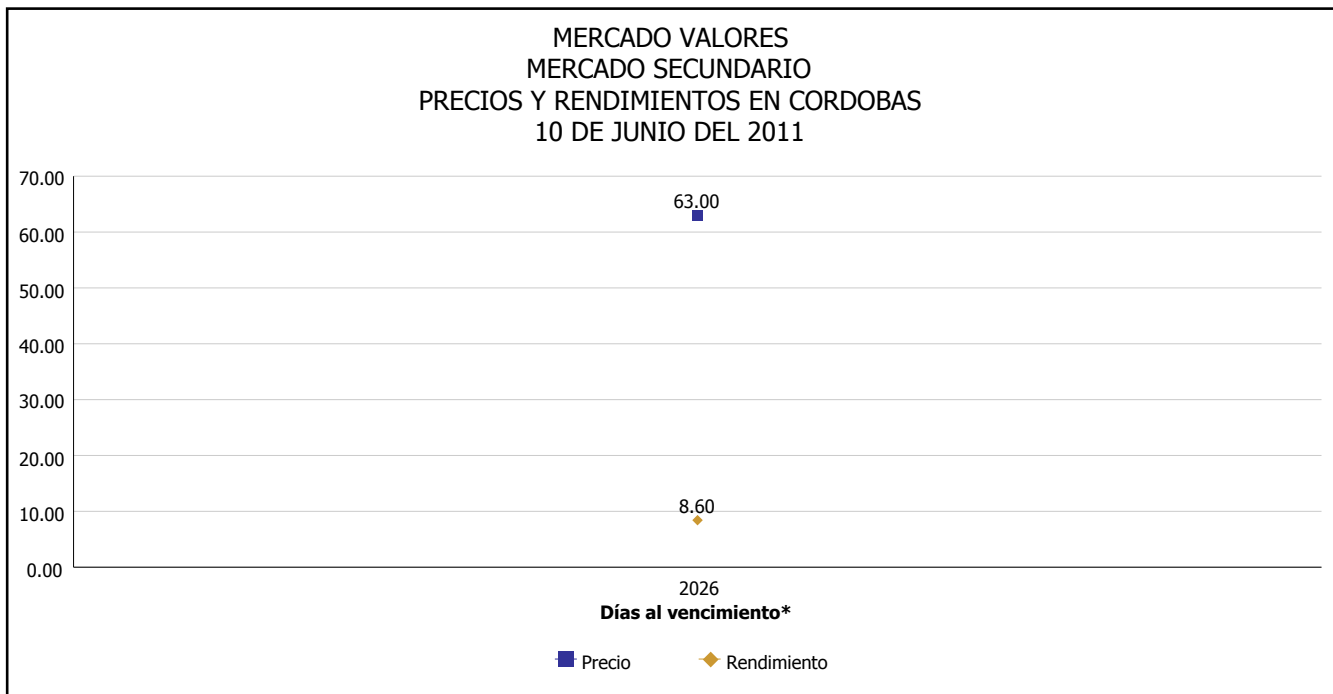 MERCADO VALORES
MERCADO SECUNDARIO
PRECIOS Y RENDIMIENTOS EN CORDOBAS
10 DE JUNIO DEL 2011
70.00
63.00
60.00
50.00
40.00
30.00
20.00
8.60
10.00
0.00
2026
Días al vencimiento*
Precio Rendimiento